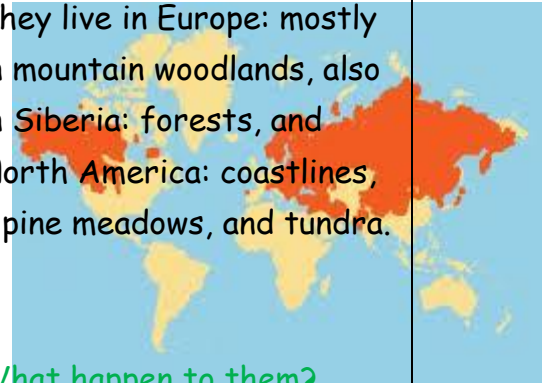 hey live in Europe: mostly
mountain woodlands, also
Siberia: forests, and
orth America: coastlines,
pine meadows, and tundra.
hat happen to them?